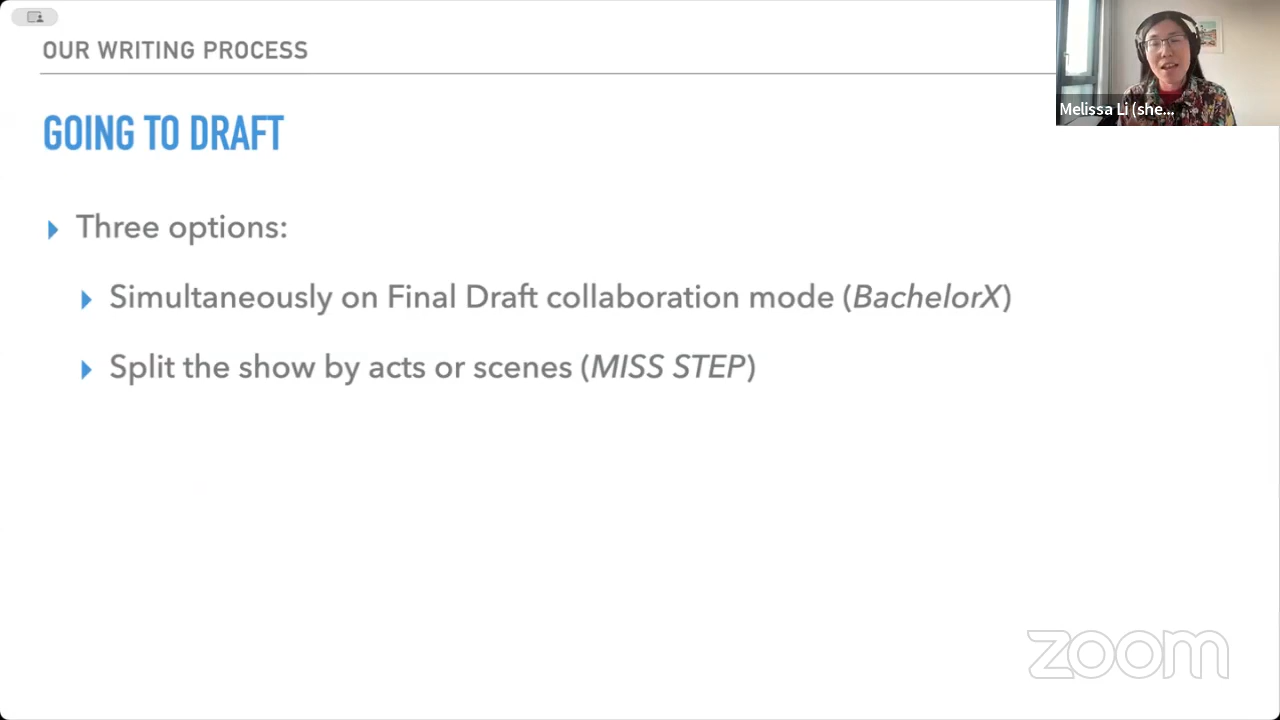 OUR WRITING PROCESS
Melissa Li (she...
GOING TO DRAFT
Three options:
Simultaneously on Final Draft collaboration mode (BachelorX)
Split the show by acts or scenes (MISS STEP)
zoom